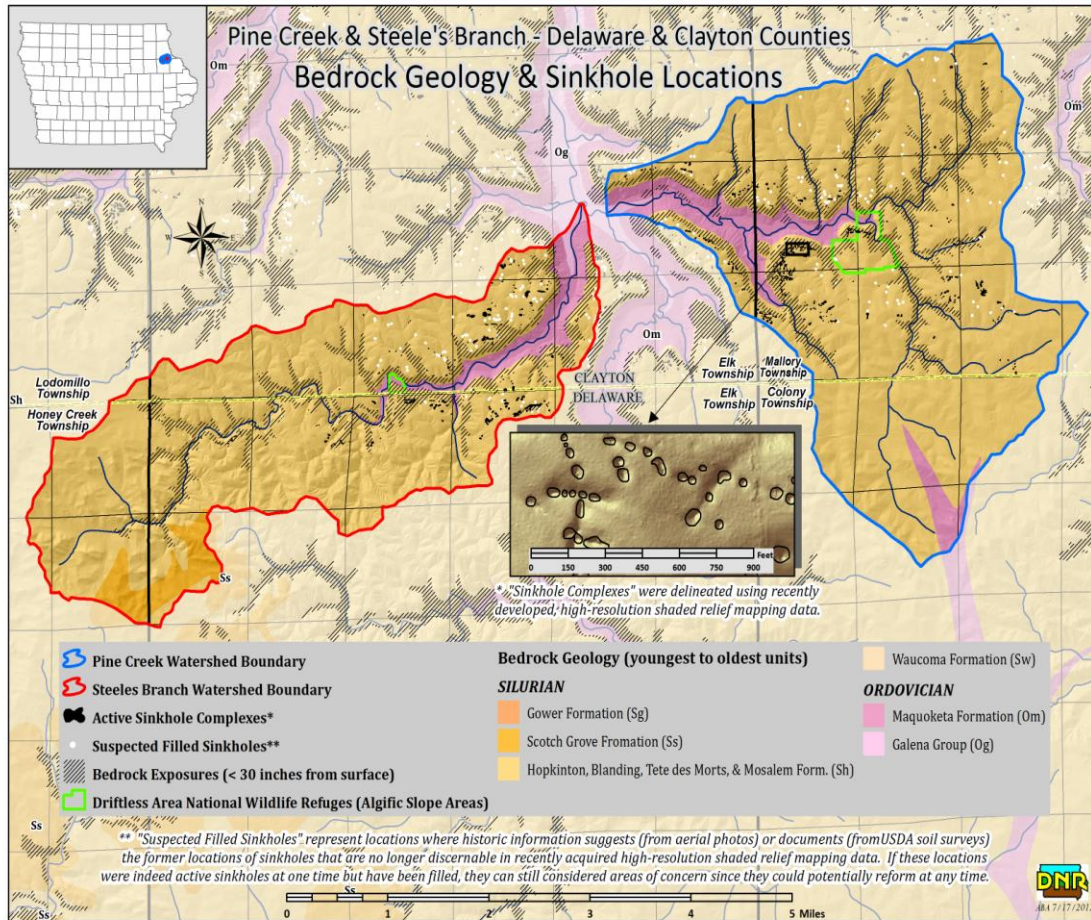 Pine Creek & Steele's Branch - Delaware & Clayton Counties
Bedrock Geology & Sinkhole Locations
Om
Om
Og
N
Om
Lodomillo
Township
Sh
Honey Creek
Township
CLAYTON
DELAWARE
Elk
Township
Mallory
Township
Elk
Township
Colony
Township
Ss
0 150 300 450 600 750 900 Feet
* "Sinkhole Complexes" were delineated using recently
developed, high-resolution shaded relief mapping data.
Pine Creek Watershed Boundary
Steeles Branch Watershed Boundary
Active Sinkhole Complexes*
Suspected Filled Sinkholes**
Bedrock Exposures (< 30 inches from surface)
Driftless Area National Wildlife Refuges (Algific Slope Areas)
Bedrock Geology (youngest to oldest units)
SILURIAN
Gower Formation (Sg)
Scotch Grove Fromation (Ss)
Hopkinton, Blanding, Tete des Morts, & Mosalem Form. (Sh)
Waucoma Formation (Sw)
ORDOVICIAN
Maquoketa Formation (Om)
Galena Group (Og)
Ss
** "Suspected Filled Sinkholes" represent locations where historic information suggests (from aerial photos) or documents (fromUSDA soil surveys)
the former locations of sinkholes that are no longer discernable in recently acquired high-resolution shaded relief mapping data. If these locations
were indeed active sinkholes at one time but have been filled, they can still considered areas of concern since they could potentially reform at any time.
Ss
Ss
0 1 2 3 4 5 Miles
DNR